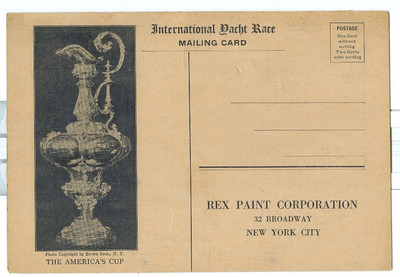 International Yacht Race
MAILING CARD
POSTAGE
One Cent
without
writing
Two Cents
with writing
REX PAINT CORPORATION
32 BROADWAY
NEW YORK CITY
Photo Copyright by Brown Bros., N. Y.
THE AMERICA'S CUP